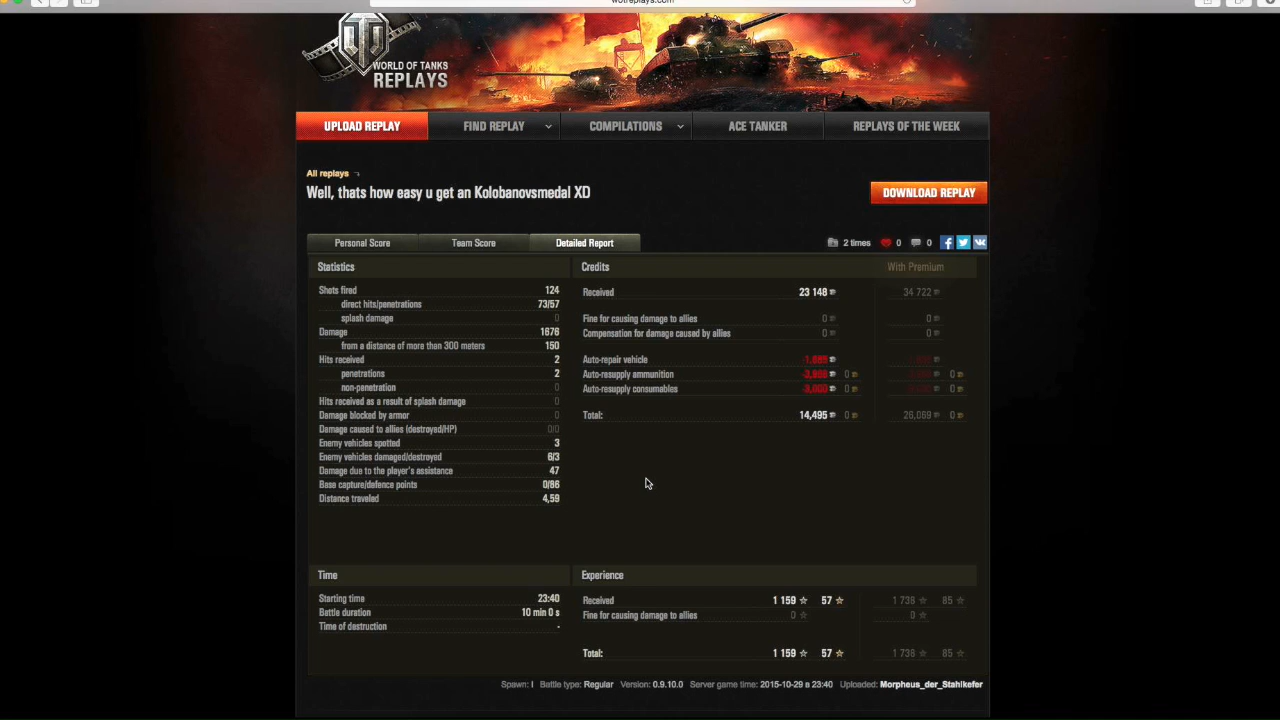 wotreplays.com
WORLD OF TANKS
REPLAYS
UPLOAD REPLAY FIND REPLAY COMPILATIONS ACE TANKER REPLAYS OF THE WEEK
All replays
Well, thats how easy u get an Kolobanovsmedal XD
DOWNLOAD REPLAY
Personal Score Team Score Detailed Report 2 times 0 0
Statistics Credits With Premium
Shots fired 124 Received 23 148 34 722
direct hits/penetrations 73/57
splash damage 0 Fine for causing damage to allies 0 0
Damage 1676 Compensation for damage caused by allies 0 0
from a distance of more than 300 meters 150
Hits received 2 Auto-repair vehicle
penetrations 2 Auto-resupply ammunition 0 0
non-penetration 0 Auto-resupply consumables 0 0
Hits received as a result of splash damage 0
Damage blocked by armor 0 Total: 14,495 0 26,069 0
Damage caused to allies (destroyed/HP) 0/0
Enemy vehicles spotted 3
Enemy vehicles damaged/destroyed 6/3
Damage due to the player's assistance 47
Base capture/defence points 0/86
Distance traveled 4,59
Time Experience
Starting time 23:40 Received 1 159 57 1 738 85
Battle duration 10 min 0 s Fine for causing damage to allies 0 0
Time of destruction -
Total: 1 159 57 1 738 85
Spawn: I Battle type: Regular Version: 0.9.10.0 Server game time: 2015-10-29 в 23:40 Uploaded: Morpheus_der_Stahlkefer